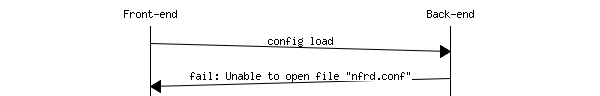 Front-end Back-end
config load
fail: Unable to open file "nfrd.conf"